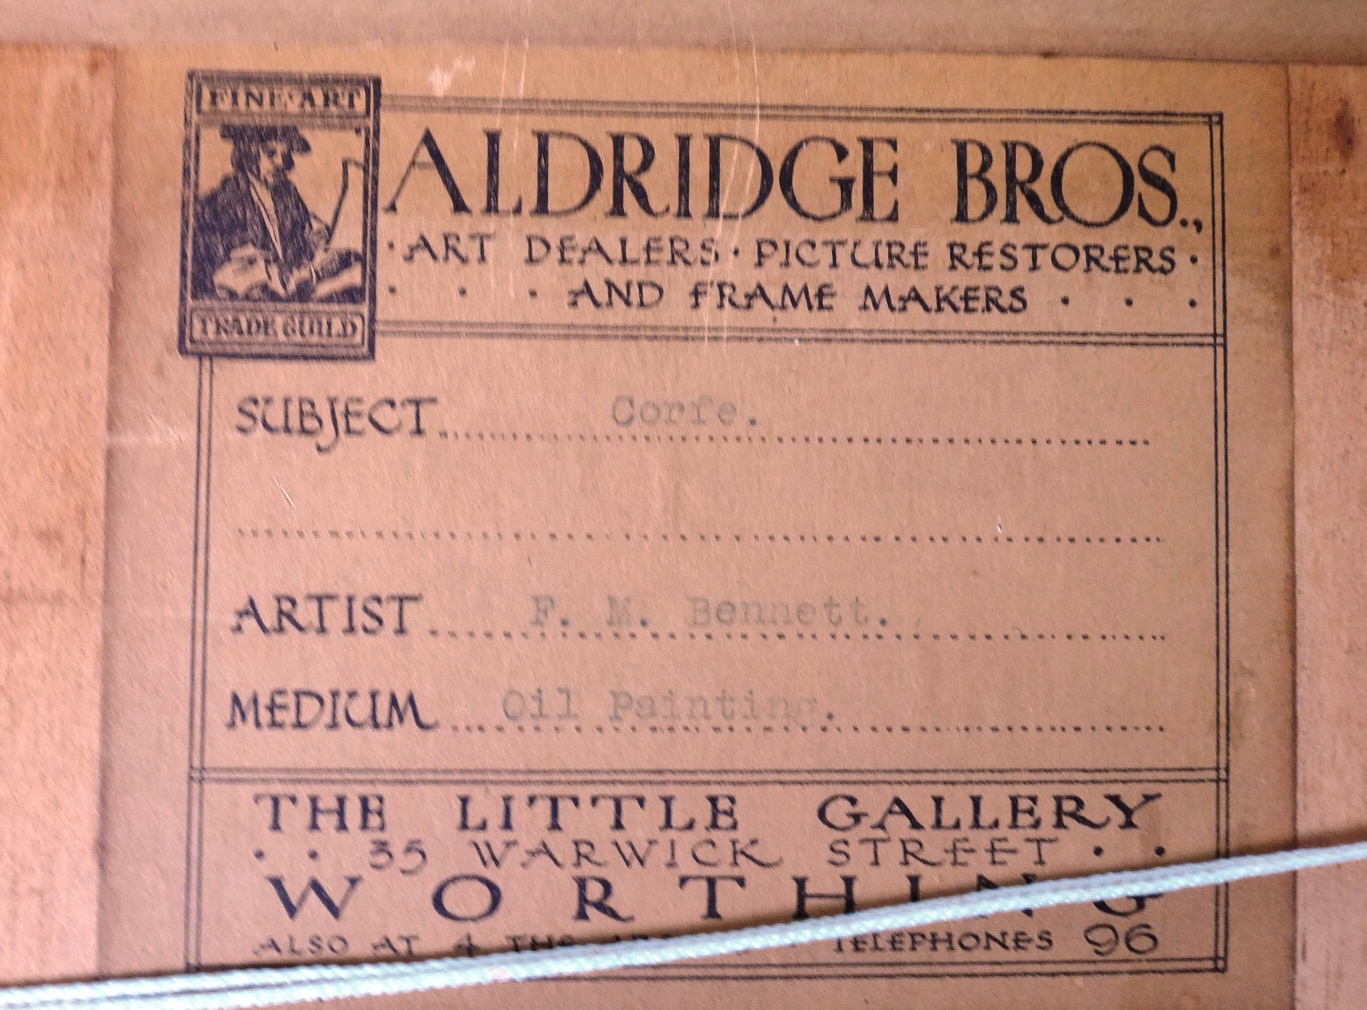 FINE·ART
TRADE GUILD
ALDRIDGE BROS.,
·ART DEALERS·PICTURE RESTORERS·
· · ·AND FRAME MAKERS · · ·
SUBJECT Corfe.
ARTIST F. M. Bennett.
MEDIUM Oil Painting.
THE LITTLE GALLERY
· · 35 WARWICK STREET · ·
WORTHING
ALSO AT 4 THE TELEPHONES 96